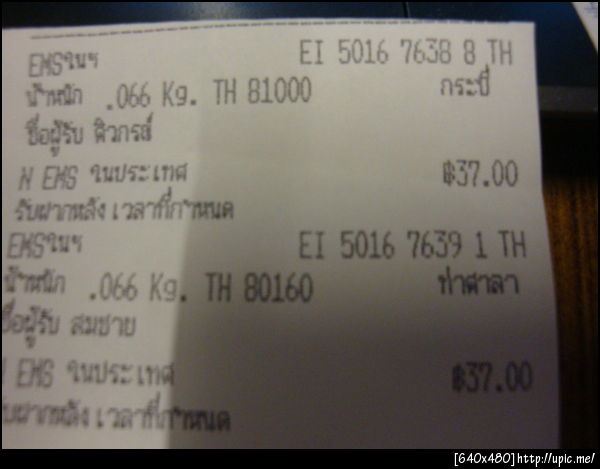 EMSในฯ EI 5016 7638 8 TH
น้ำหนัก .066 Kg. TH 81000 กระบี่
ชื่อผู้รับ ศิวกรณ์
N EMS ในประเทศ ฿37.00
รับฝากหลัง เวลาที่กำหนด
EMSในฯ EI 5016 7639 1 TH
น้ำหนัก .066 Kg. TH 80160 ท่าศาลา
ชื่อผู้รับ สมชาย
N EMS ในประเทศ ฿37.00
รับฝากหลัง เวลาที่กำหนด
[640x480]http://upic.me/